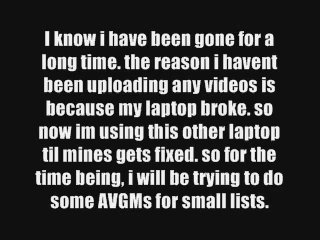 I know i have been gone for a
long time. the reason i havent
been uploading any videos is
because my laptop broke. so
now im using this other laptop
til mines gets fixed. so for the
time being, i will be trying to do
some AVGMs for small lists.